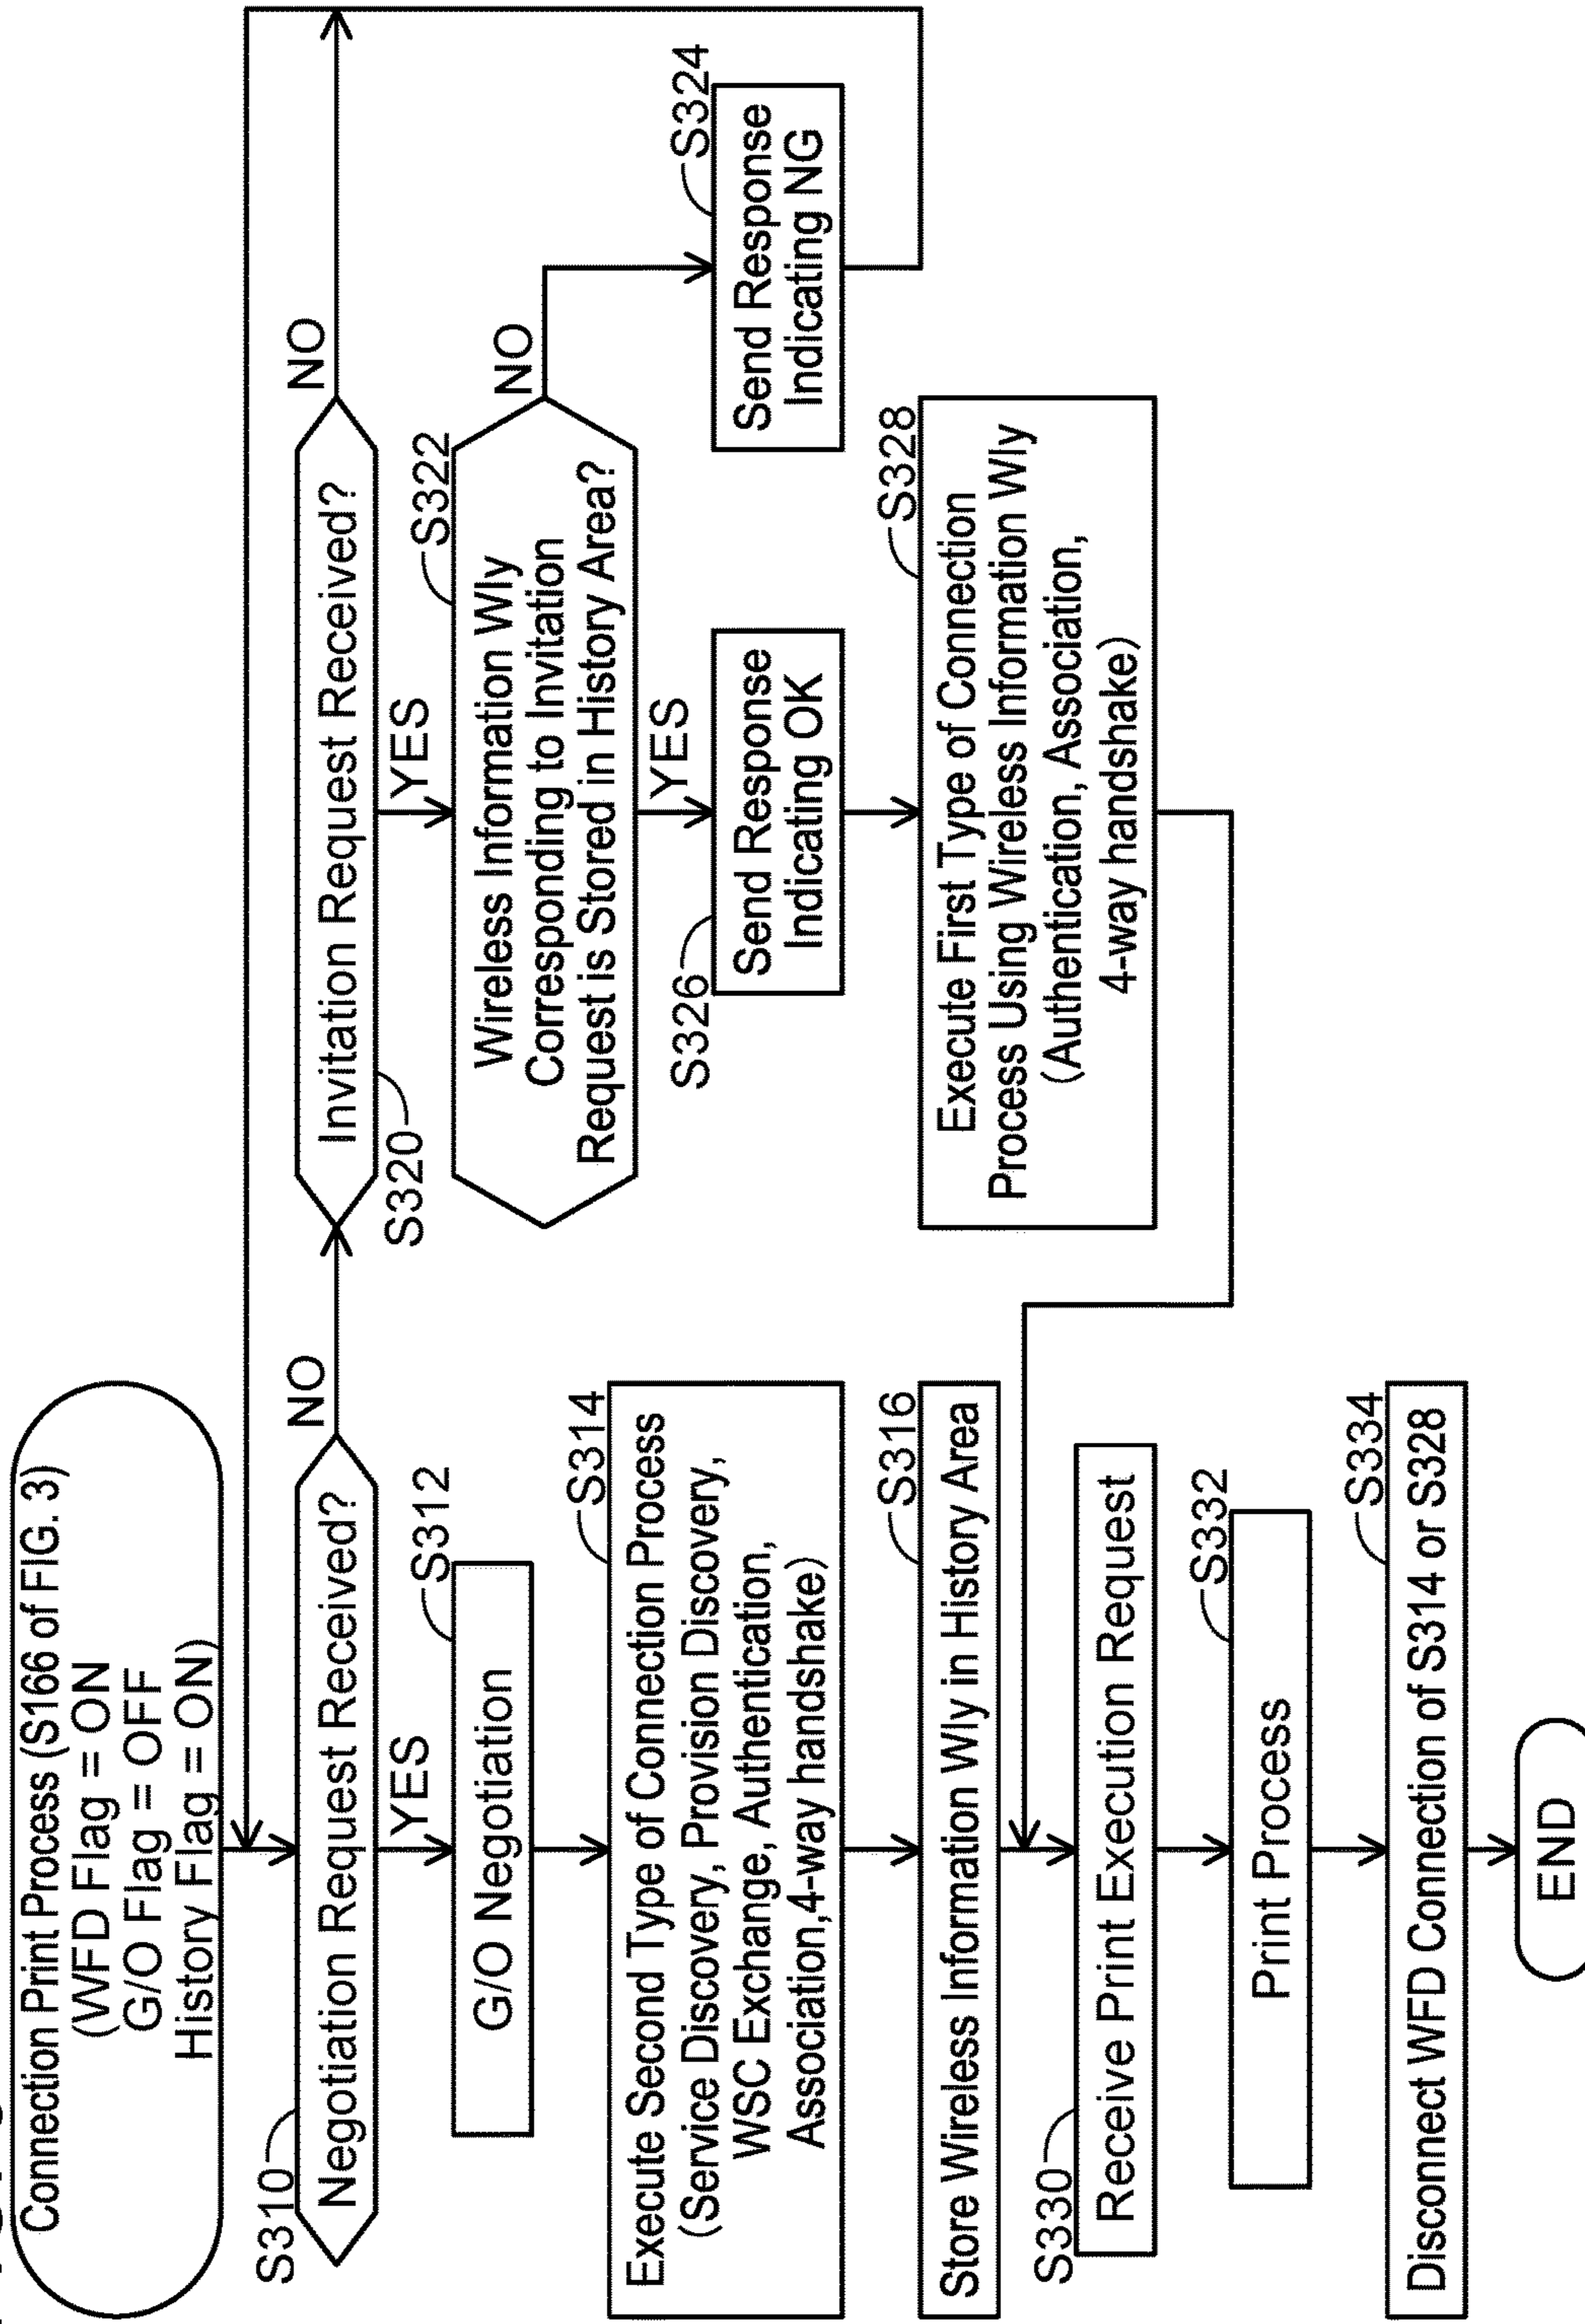 Connection Print Process (S166 of FIG. 3)
(WFD Flag = ON
G/O Flag = OFF
History Flag = ON)
S310
Negotiation Request Received?
NO
YES
S312
G/O Negotiation
S314
Execute Second Type of Connection Process
(Service Discovery, Provision Discovery,
WSC Exchange, Authentication,
Association,4-way handshake)
S316
Store Wireless Information WIy in History Area
S330
Receive Print Execution Request
S332
Print Process
S334
Disconnect WFD Connection of S314 or S328
END
S320
Invitation Request Received?
NO
YES
S322
Wireless Information WIy
Corresponding to Invitation
Request is Stored in History Area?
NO
YES
S324
Send Response
Indicating NG
S326
Send Response
Indicating OK
S328
Execute First Type of Connection
Process Using Wireless Information WIy
(Authentication, Association,
4-way handshake)